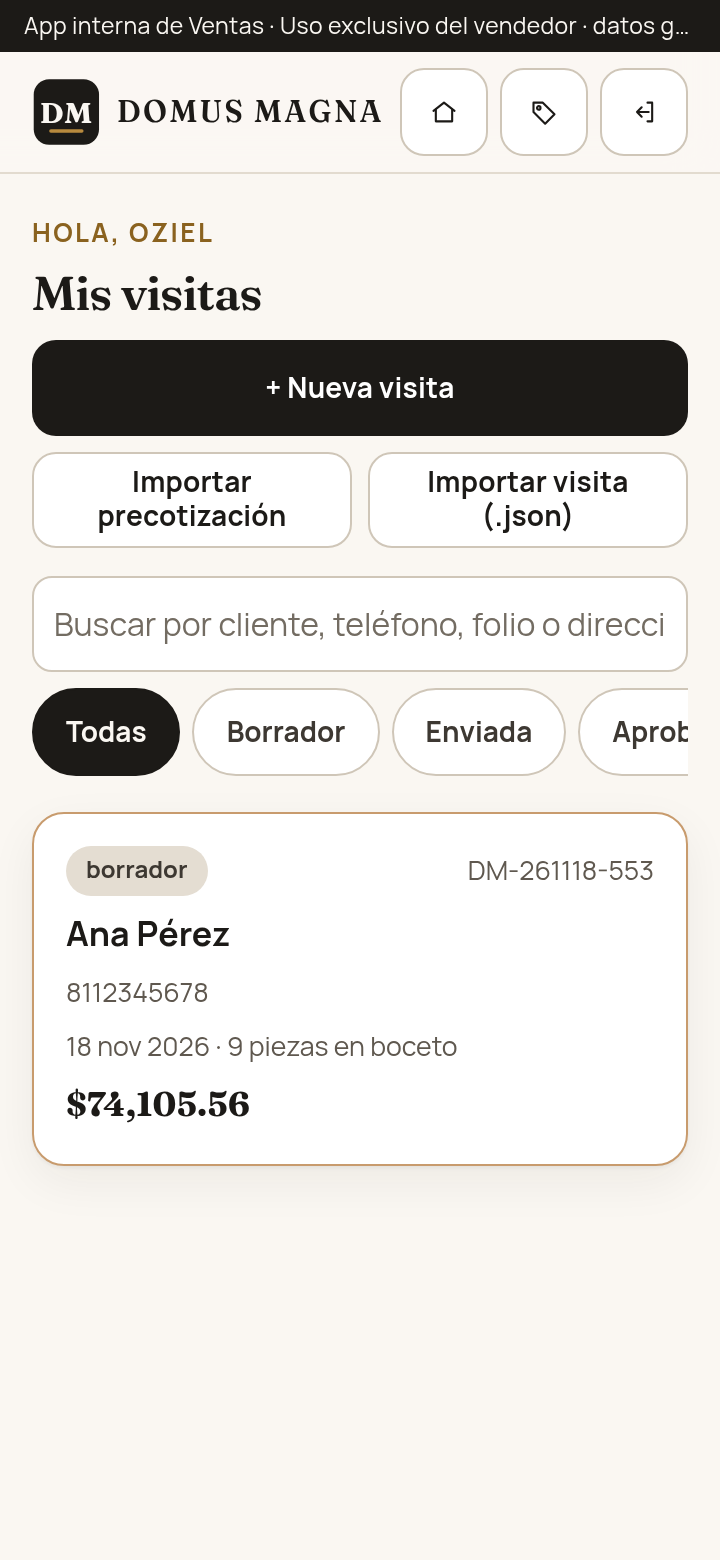 App interna de Ventas · Uso exclusivo del vendedor · datos g…
DM DOMUS MAGNA
HOLA, OZIEL
Mis visitas
+ Nueva visita
Importar
precotización
Importar visita
(.json)
Buscar por cliente, teléfono, folio o direcci
Todas Borrador Enviada Aprob
borrador DM-261118-553
Ana Pérez
8112345678
18 nov 2026 · 9 piezas en boceto
$74,105.56